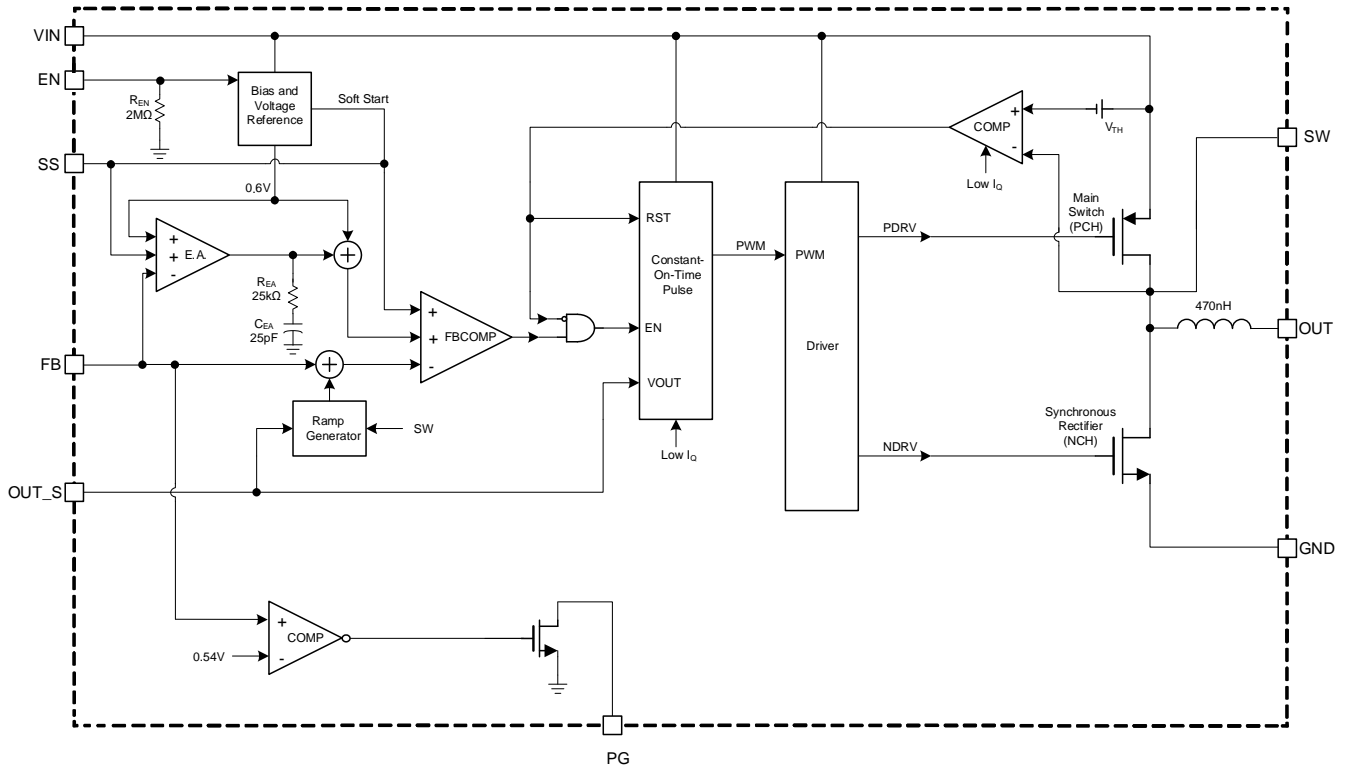 VIN
EN
REN
2MΩ
Bias and
Voltage
Reference
Soft Start
SS
0.6V
+
+
-
E.A.
+
REA
25kΩ
CEA
25pF
FB
+
Ramp
Generator
SW
OUT_S
+
+
-
FBCOMP
RST
Constant-
On-Time
Pulse
EN
VOUT
Low IQ
PWM
PWM
Driver
PDRV
NDRV
COMP
+
-
VTH
Low IQ
Main
Switch
(PCH)
SW
470nH
OUT
Synchronous
Rectifier
(NCH)
GND
+
COMP
-
0.54V
PG